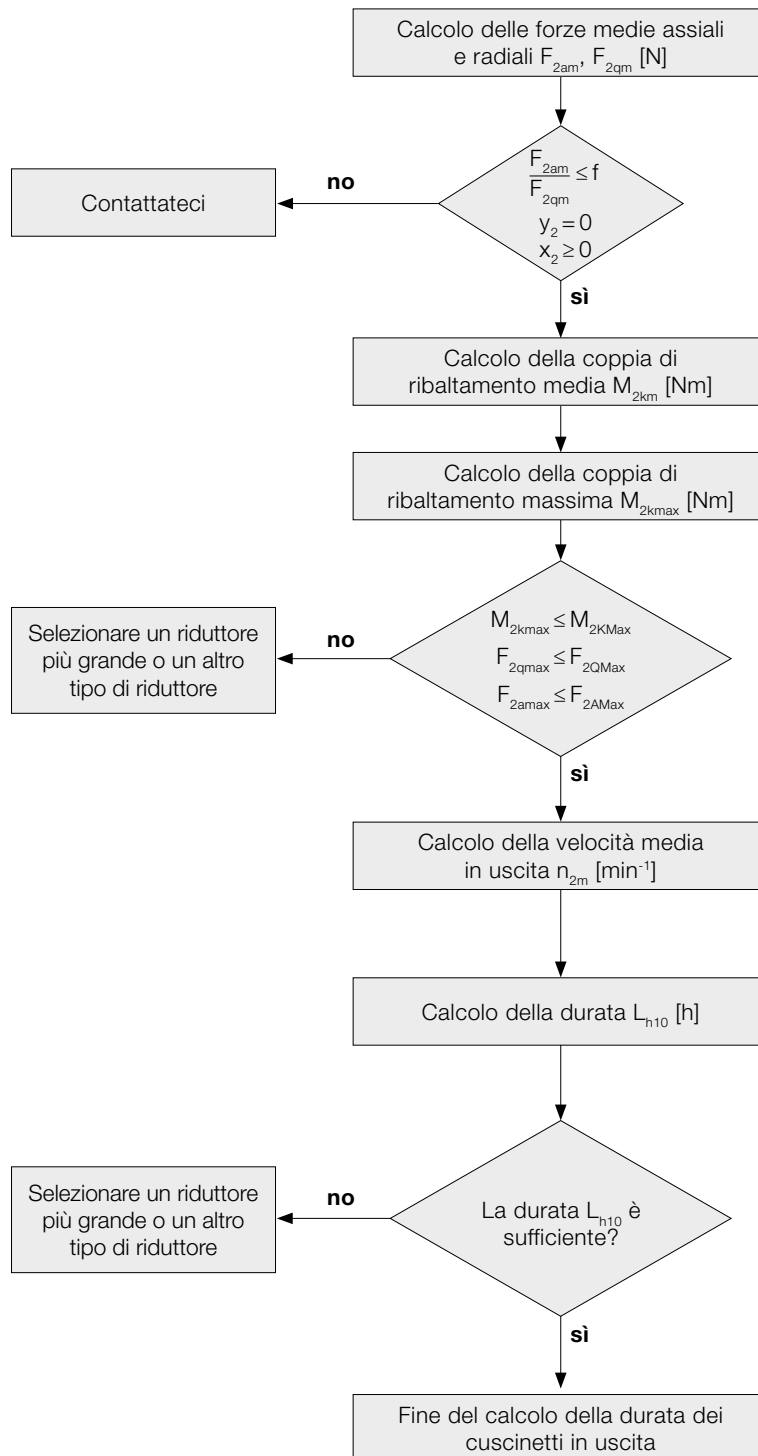 Calcolo delle forze medie assiali
e radiali F₂ₐₘ, F₂qm [N]
F₂ₐₘ
F₂qm
≤ f
y₂ = 0
x₂ ≥ 0
no
Contattateci
sì
Calcolo della coppia di
ribaltamento media M₂km [Nm]
Calcolo della coppia di
ribaltamento massima M₂kmax [Nm]
M₂kmax ≤ M₂KMax
F₂qmax ≤ F₂QMax
F₂amax ≤ F₂AMax
no
Selezionare un riduttore
più grande o un altro
tipo di riduttore
sì
Calcolo della velocità media
in uscita n₂m [min⁻¹]
Calcolo della durata Lh10 [h]
La durata Lh10 è
sufficiente?
no
Selezionare un riduttore
più grande o un altro
tipo di riduttore
sì
Fine del calcolo della durata dei
cuscinetti in uscita